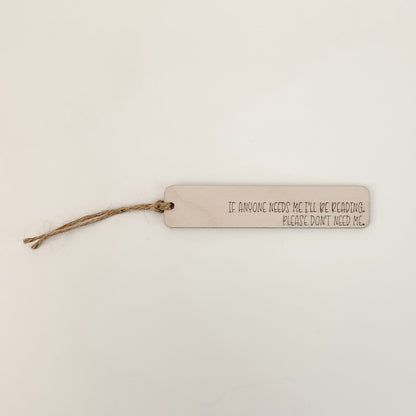 IF ANYONE NEEDS ME I'LL BE READING.
PLEASE DON'T NEED ME.